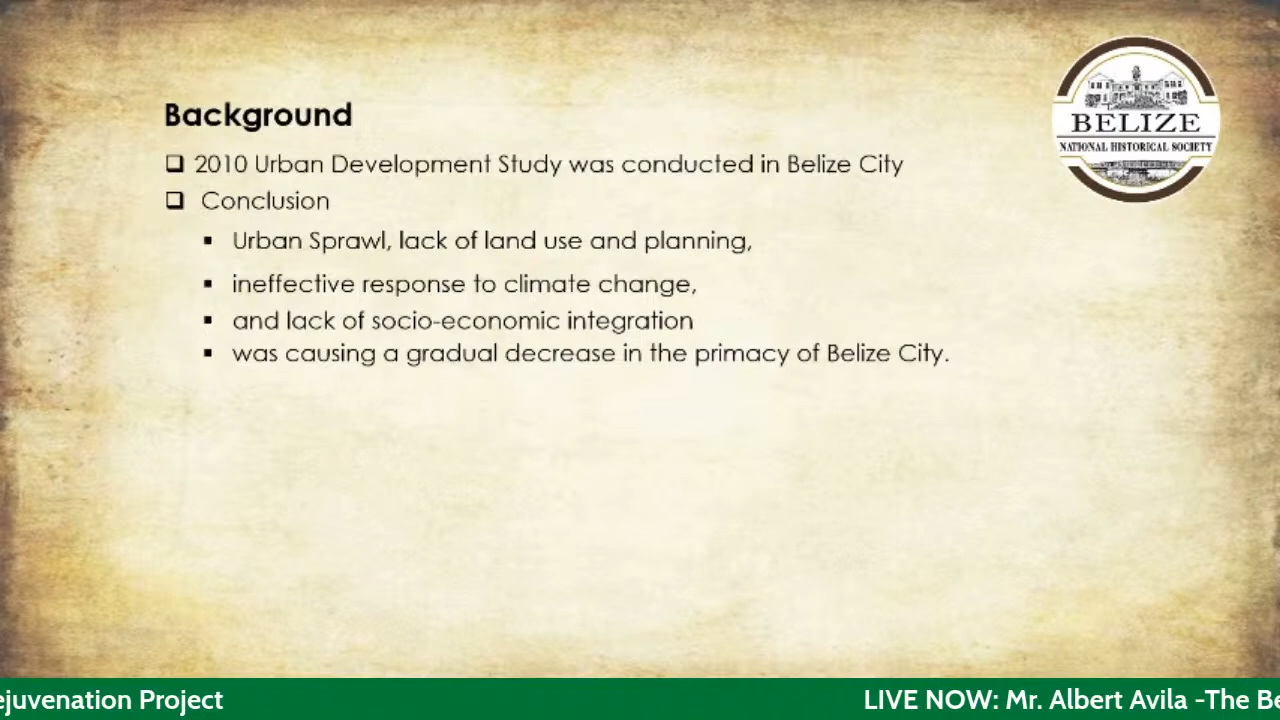 BELIZE
NATIONAL HISTORICAL SOCIETY
Background
2010 Urban Development Study was conducted in Belize City
Conclusion
Urban Sprawl, lack of land use and planning,
ineffective response to climate change,
and lack of socio-economic integration
was causing a gradual decrease in the primacy of Belize City.
ejuvenation Project
LIVE NOW: Mr. Albert Avila -The Be